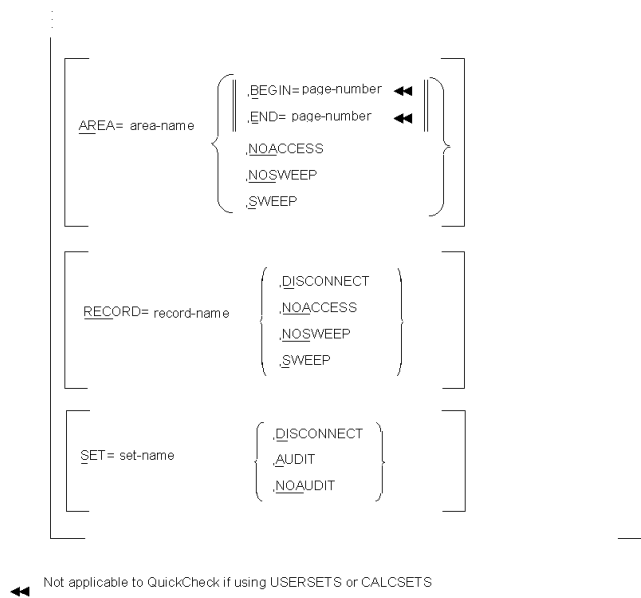 ,BEGIN= page-number
,END= page-number
AREA= area-name
,NOACCESS
,NOSWEEP
,SWEEP
,DISCONNECT
RECORD= record-name
,NOACCESS
,NOSWEEP
,SWEEP
,DISCONNECT
SET= set-name
,AUDIT
,NOAUDIT
Not applicable to QuickCheck if using USERSETS or CALCSETS